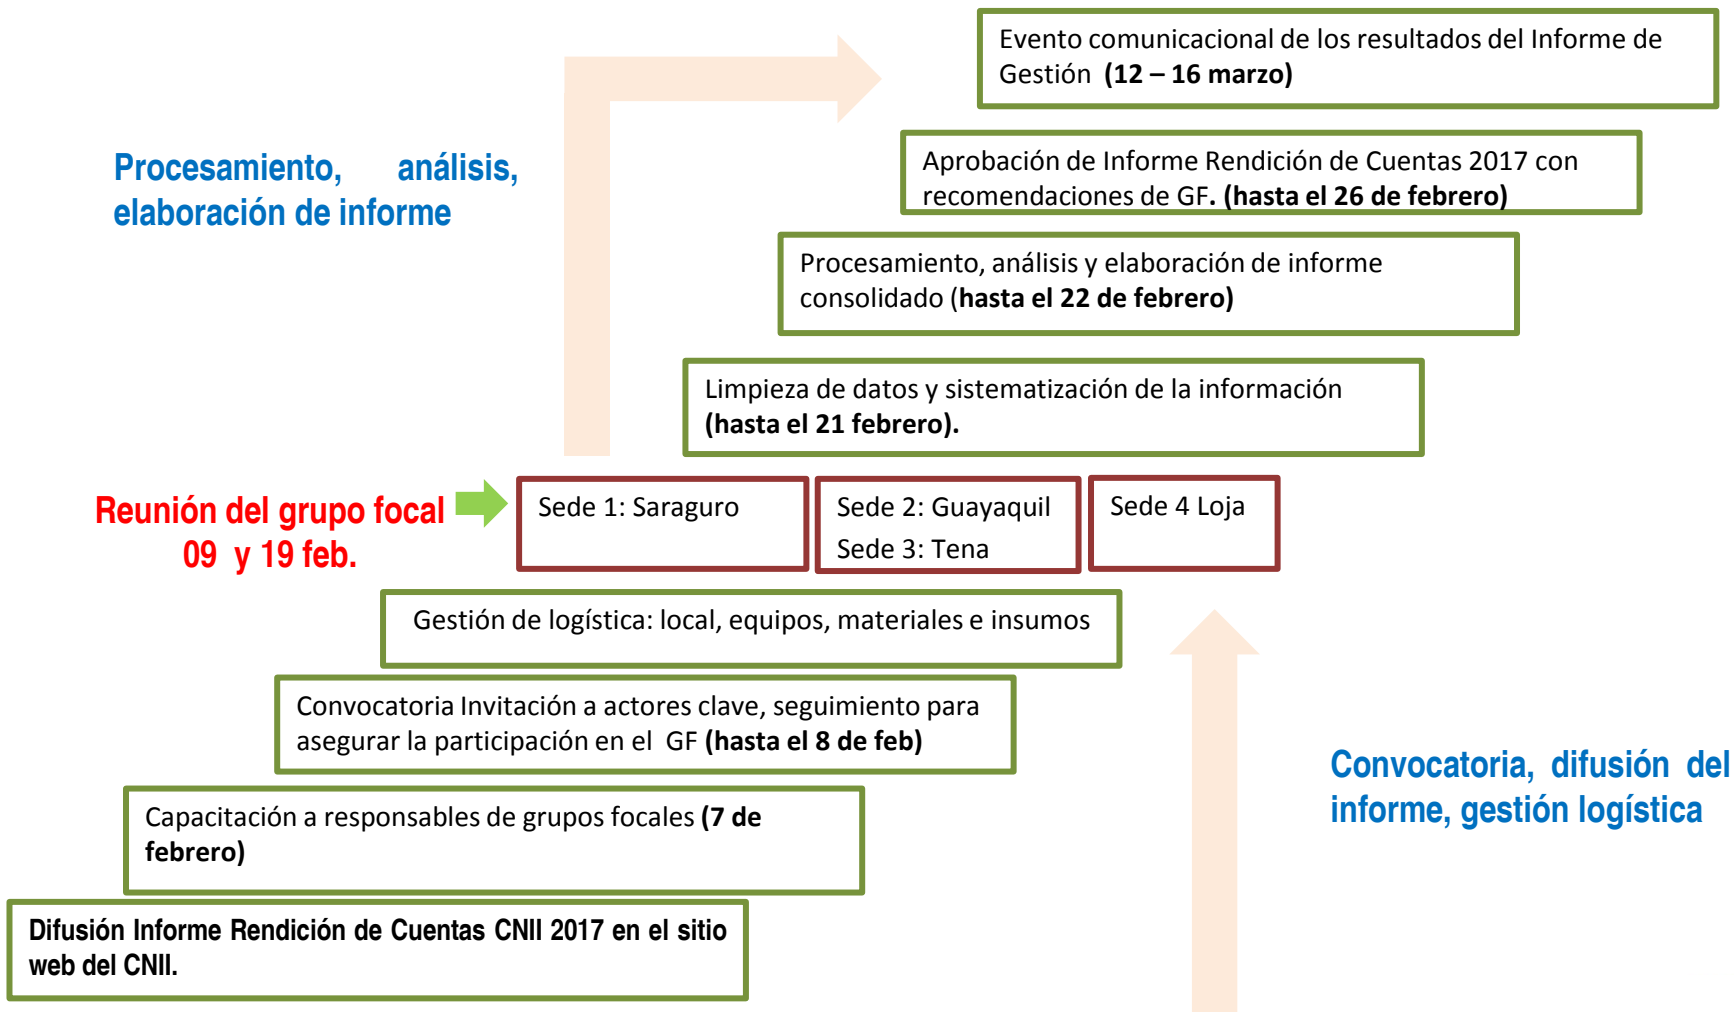 Evento comunicacional de los resultados del Informe de
Gestión (12 – 16 marzo)
Aprobación de Informe Rendición de Cuentas 2017 con
recomendaciones de GF. (hasta el 26 de febrero)
Procesamiento, análisis,
elaboración de informe
Procesamiento, análisis y elaboración de informe
consolidado (hasta el 22 de febrero)
Limpieza de datos y sistematización de la información
(hasta el 21 febrero).
Reunión del grupo focal
09 y 19 feb.
Sede 1: Saraguro
Sede 2: Guayaquil
Sede 3: Tena
Sede 4 Loja
Gestión de logística: local, equipos, materiales e insumos
Convocatoria Invitación a actores clave, seguimiento para
asegurar la participación en el GF (hasta el 8 de feb)
Convocatoria, difusión del
informe, gestión logística
Capacitación a responsables de grupos focales (7 de
febrero)
Difusión Informe Rendición de Cuentas CNII 2017 en el sitio
web del CNII.